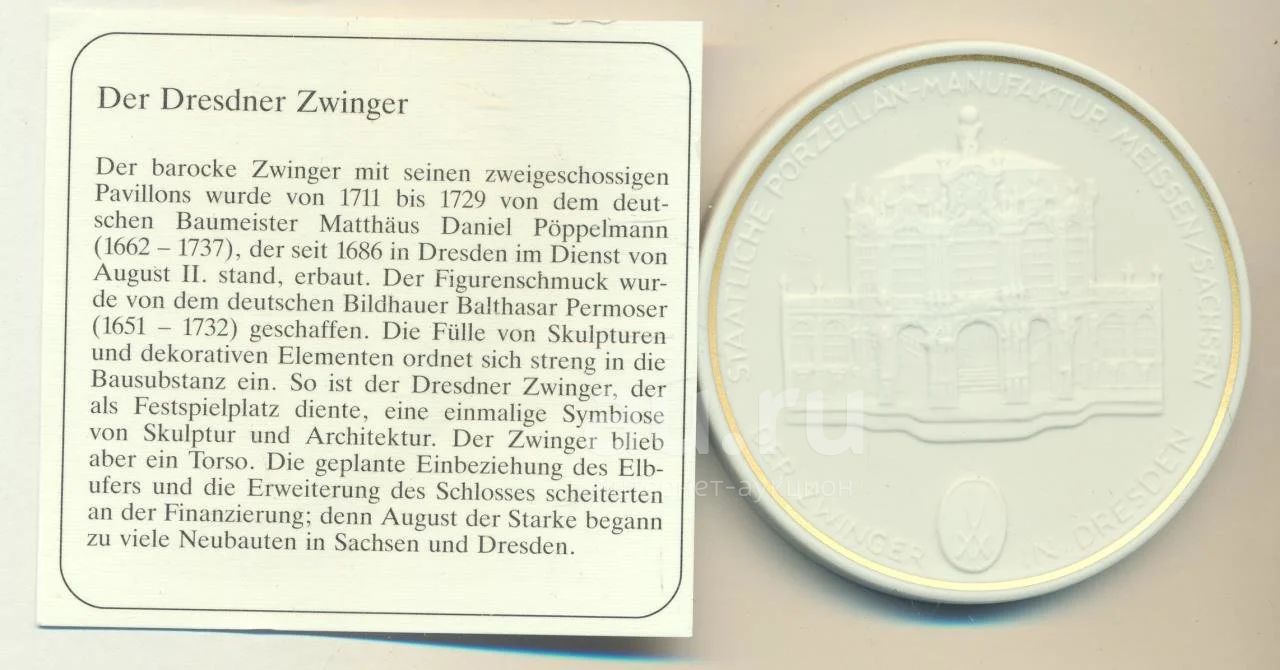 Der Dresdner Zwinger
Der barocke Zwinger mit seinen zweigeschossigen
Pavillons wurde von 1711 bis 1729 von dem deut-
schen Baumeister Matthäus Daniel Pöppelmann
(1662 – 1737), der seit 1686 in Dresden im Dienst von
August II. stand, erbaut. Der Figurenschmuck wur-
de von dem deutschen Bildhauer Balthasar Permoser
(1651 – 1732) geschaffen. Die Fülle von Skulpturen
und dekorativen Elementen ordnet sich streng in die
Bausubstanz ein. So ist der Dresdner Zwinger, der
als Festspielplatz diente, eine einmalige Symbiose
von Skulptur und Architektur. Der Zwinger blieb
aber ein Torso. Die geplante Einbeziehung des Elb-
ufers und die Erweiterung des Schlosses scheiterten
an der Finanzierung; denn August der Starke begann
zu viele Neubauten in Sachsen und Dresden.
STAATLICHE PORZELLAN-MANUFAKTUR MEISSEN/SACHSEN
DER ZWINGER IN DRESDEN
.ru
интернет-аукцион